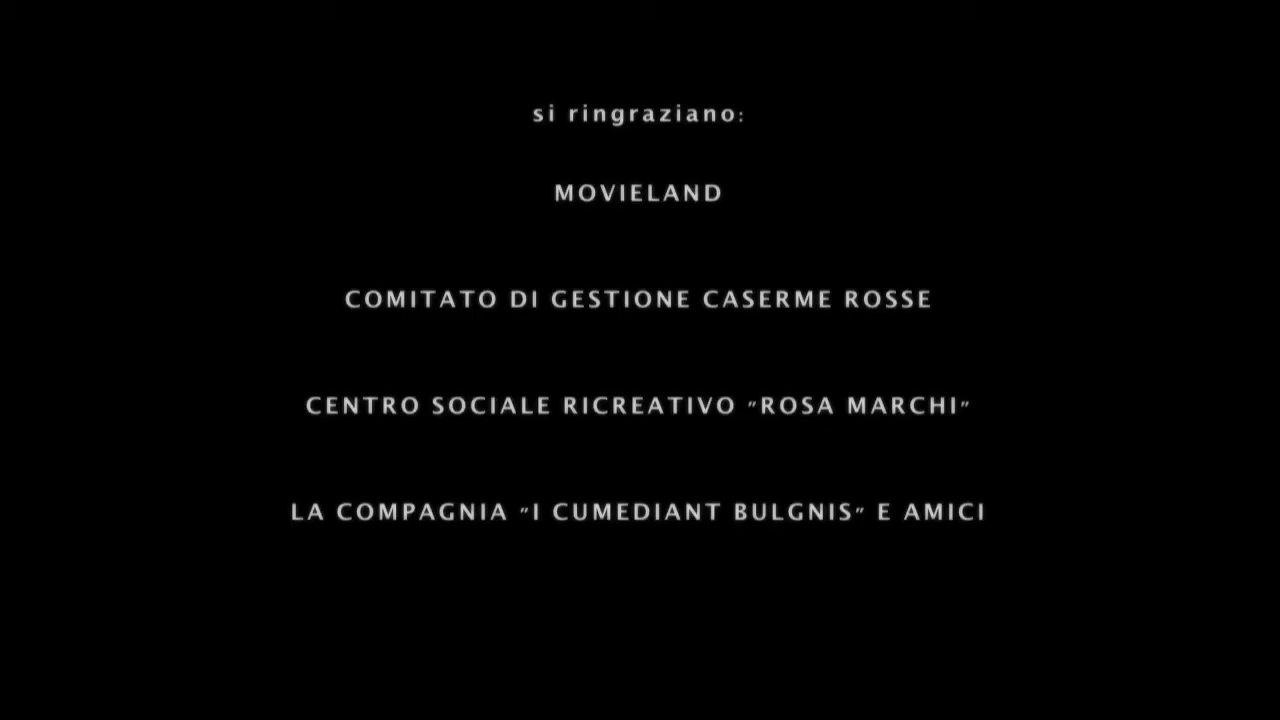 si ringraziano:
MOVIELAND
COMITATO DI GESTIONE CASERME ROSSE
CENTRO SOCIALE RICREATIVO "ROSA MARCHI"
LA COMPAGNIA "I CUMEDIANT BULGNIS" E AMICI